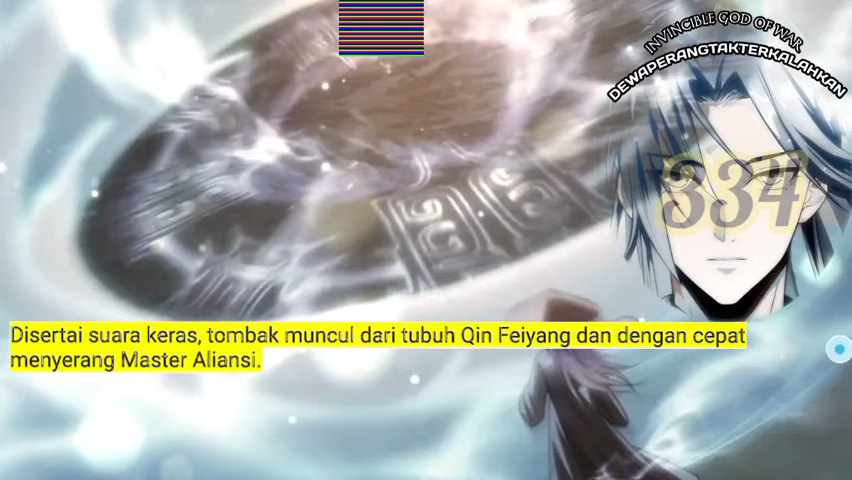 INVINCIBLE GOD OF WAR
DEWAPERANGTAKTERKALAHKAN
334
Disertai suara keras, tombak muncul dari tubuh Qin Feiyang dan dengan cepat
menyerang Master Aliansi.